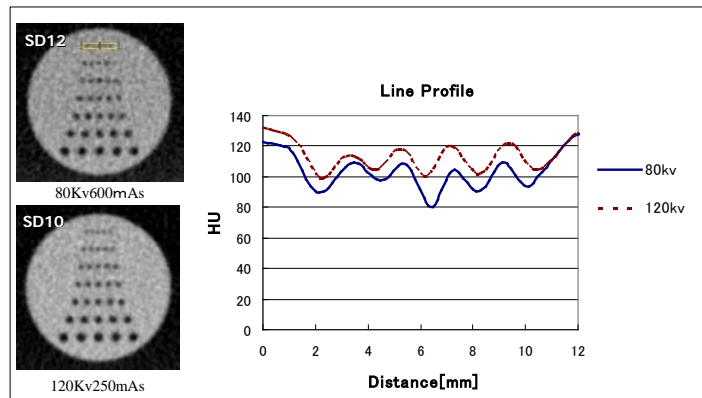 SD12
80Kv600mAs
SD10
120Kv250mAs
Line Profile
HU
140
120
100
80
60
40
20
0
0 2 4 6 8 10 12
Distance[mm]
80kv
120kv